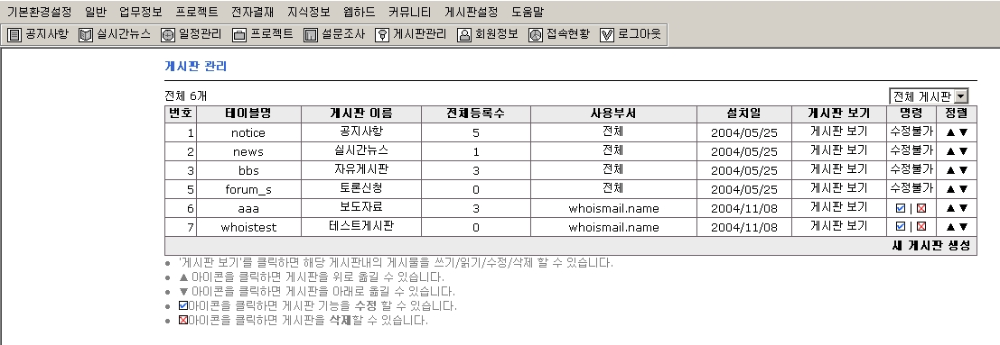 기본환경설정 일반 업무정보 프로젝트 전자결재 지식정보 웹하드 커뮤니티 게시판설정 도움말
공지사항 실시간뉴스 일정관리 프로젝트 설문조사 게시판관리 회원정보 접속현황 로그아웃
게시판 관리
전체 6개 전체 게시판
번호 테이블명 게시판 이름 전체등록수 사용부서 설치일 게시판 보기 명령 정렬
1 notice 공지사항 5 전체 2004/05/25 게시판 보기 수정불가 ▲▼
2 news 실시간뉴스 1 전체 2004/05/25 게시판 보기 수정불가 ▲▼
3 bbs 자유게시판 3 전체 2004/05/25 게시판 보기 수정불가 ▲▼
5 forum_s 토론신청 0 전체 2004/05/25 게시판 보기 수정불가 ▲▼
6 aaa 보도자료 3 whoismail.name 2004/11/08 게시판 보기 | ▲▼
7 whoistest 테스트게시판 0 whoismail.name 2004/11/08 게시판 보기 | ▲▼
새 게시판 생성
● '게시판 보기'를 클릭하면 해당 게시판내의 게시물을 쓰기/읽기/수정/삭제 할 수 있습니다.
● ▲ 아이콘을 클릭하면 게시판을 위로 옮길 수 있습니다.
● ▼ 아이콘을 클릭하면 게시판을 아래로 옮길 수 있습니다.
● 아이콘을 클릭하면 게시판 기능을 수정 할 수 있습니다.
● 아이콘을 클릭하면 게시판을 삭제할 수 있습니다.